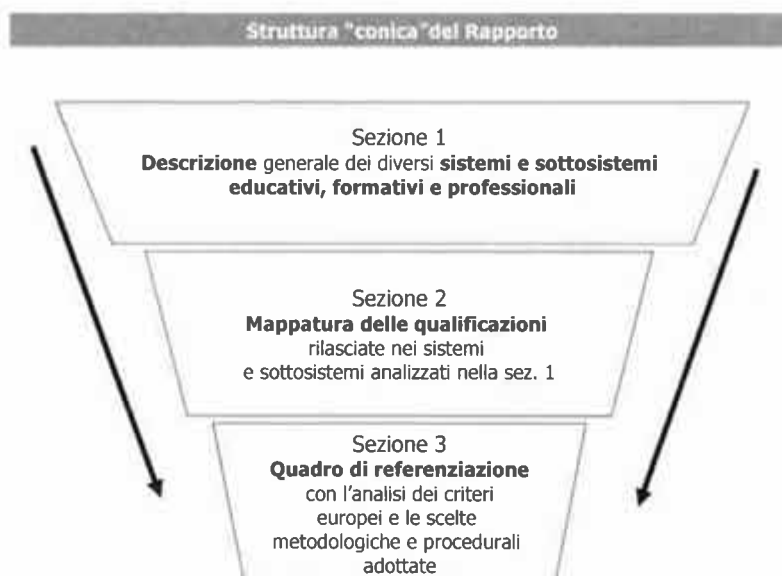 Struttura "conica"del Rapporto
Sezione 1
Descrizione generale dei diversi sistemi e sottosistemi
educativi, formativi e professionali
Sezione 2
Mappatura delle qualificazioni
rilasciate nei sistemi
e sottosistemi analizzati nella sez. 1
Sezione 3
Quadro di referenziazione
con l'analisi dei criteri
europei e le scelte
metodologiche e procedurali
adottate